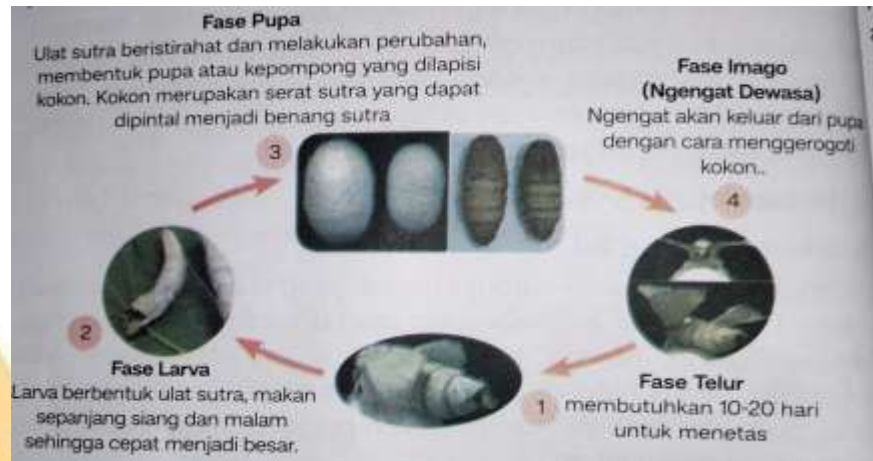 Fase Pupa
Ulat sutra beristirahat dan melakukan perubahan,
membentuk pupa atau kepompong yang dilapisi
kokon. Kokon merupakan serat sutra yang dapat
dipintal menjadi benang sutra
3
Fase Imago
(Ngengat Dewasa)
Ngengat akan keluar dari pupa
dengan cara menggerogoti
kokon..
4
2
Fase Larva
Larva berbentuk ulat sutra, makan
sepanjang siang dan malam
sehingga cepat menjadi besar.
1
Fase Telur
membutuhkan 10-20 hari
untuk menetas